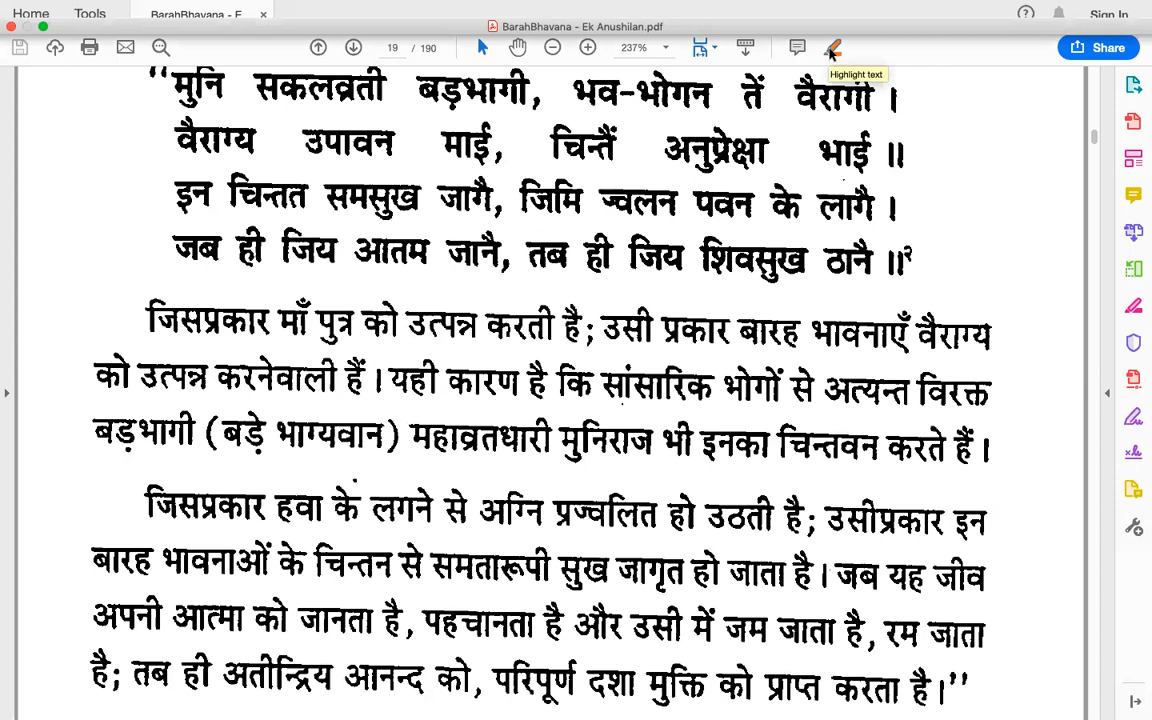 Home Tools BarahBhavana - E... × Sign In
BarahBhavana - Ek Anushilan.pdf
19 / 190 237% Share
Highlight text
“मुनि सकलव्रती बड़भागी, भव-भोगन तें वैरागी ।
वैराग्य उपावन माई, चिन्तैं अनुप्रेक्षा भाई ॥
इन चिन्तत समसुख जागै, जिमि ज्वलन पवन के लागै ।
जब ही जिय आतम जानै, तब ही जिय शिवसुख ठानै ॥२
जिसप्रकार माँ पुत्र को उत्पन्न करती है; उसी प्रकार बारह भावनाएँ वैराग्य
को उत्पन्न करनेवाली हैं । यही कारण है कि सांसारिक भोगों से अत्यन्त विरक्त
बड़भागी (बड़े भाग्यवान) महाव्रतधारी मुनिराज भी इनका चिन्तवन करते हैं ।
जिसप्रकार हवा के लगने से अग्नि प्रज्वलित हो उठती है; उसीप्रकार इन
बारह भावनाओं के चिन्तन से समतारूपी सुख जागृत हो जाता है । जब यह जीव
अपनी आत्मा को जानता है, पहचानता है और उसी में जम जाता है, रम जाता
है; तब ही अतीन्द्रिय आनन्द को, परिपूर्ण दशा मुक्ति को प्राप्त करता है ।”